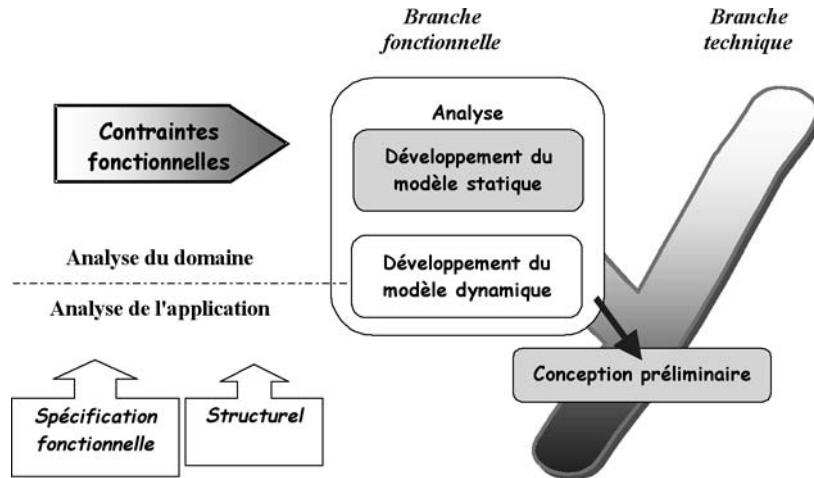 Branche
fonctionnelle
Branche
technique
Contraintes
fonctionnelles
Analyse
Développement du
modèle statique
Analyse du domaine
Développement du
modèle dynamique
Analyse de l'application
Conception préliminaire
Spécification
fonctionnelle
Structurel